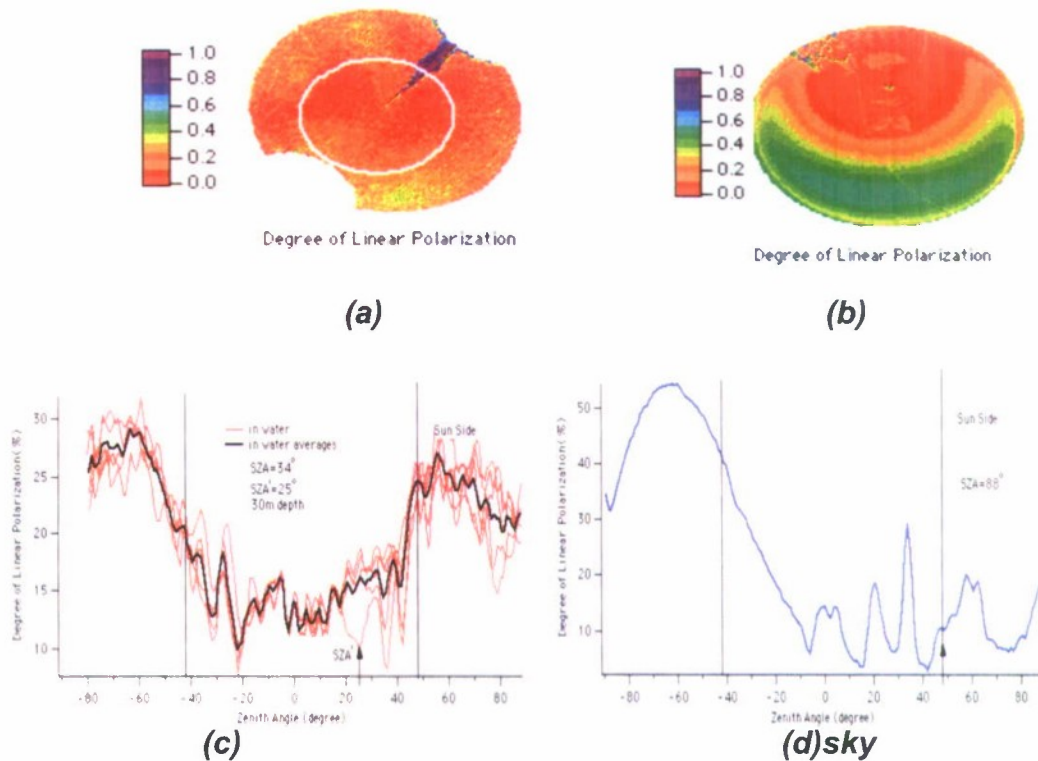 1.0
0.8
0.6
0.4
0.2
0.0
Degree of Linear Polarization
(a)
1.0
0.8
0.6
0.4
0.2
0.0
Degree of Linear Polarization
(b)
Degree of Linear Polarization(%)
30
25
20
15
10
in water
in water averages
SZA=34°
SZA'=25°
30m depth
Sun Side
SZA'
-80 -60 -40 -20 0 20 40 60 80
Zenith Angle (degree)
(c)
Degree of Linear Polarization(%)
50
40
30
20
10
Sun Side
SZA=88°
-80 -60 -40 -20 0 20 40 60 80
Zenith Angle (degree)
(d)sky